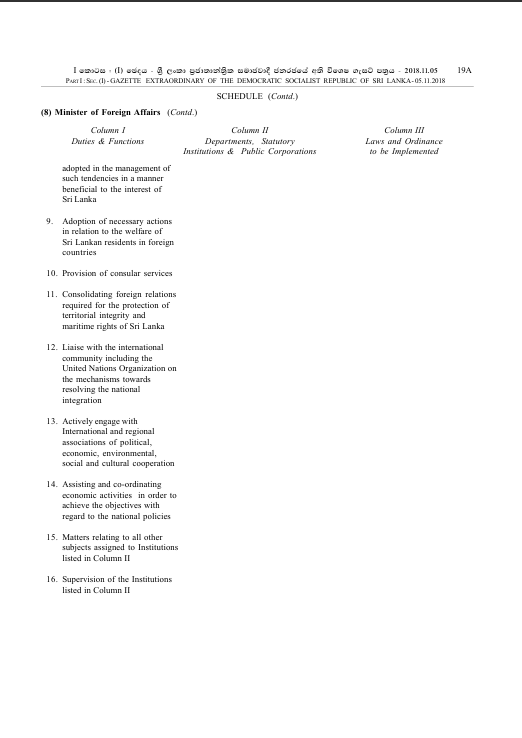 I කොටස : (I) ඡෙදය - ශ්‍රී ලංකා ප්‍රජාතාන්ත්‍රික සමාජවාදී ජනරජයේ අති විශෙෂ ගැසට් පත්‍රය - 2018.11.05 19A
PART I : SEC. (I) - GAZETTE EXTRAORDINARY OF THE DEMOCRATIC SOCIALIST REPUBLIC OF SRI LANKA - 05.11.2018
SCHEDULE (Contd.)
(8) Minister of Foreign Affairs (Contd.)
Column I Column II Column III
Duties & Functions Departments, Statutory Laws and Ordinance
Institutions & Public Corporations to be Implemented
adopted in the management of
such tendencies in a manner
beneficial to the interest of
Sri Lanka
9. Adoption of necessary actions
in relation to the welfare of
Sri Lankan residents in foreign
countries
10. Provision of consular services
11. Consolidating foreign relations
required for the protection of
territorial integrity and
maritime rights of Sri Lanka
12. Liaise with the international
community including the
United Nations Organization on
the mechanisms towards
resolving the national
integration
13. Actively engage with
International and regional
associations of political,
economic, environmental,
social and cultural cooperation
14. Assisting and co-ordinating
economic activities in order to
achieve the objectives with
regard to the national policies
15. Matters relating to all other
subjects assigned to Institutions
listed in Column II
16. Supervision of the Institutions
listed in Column II